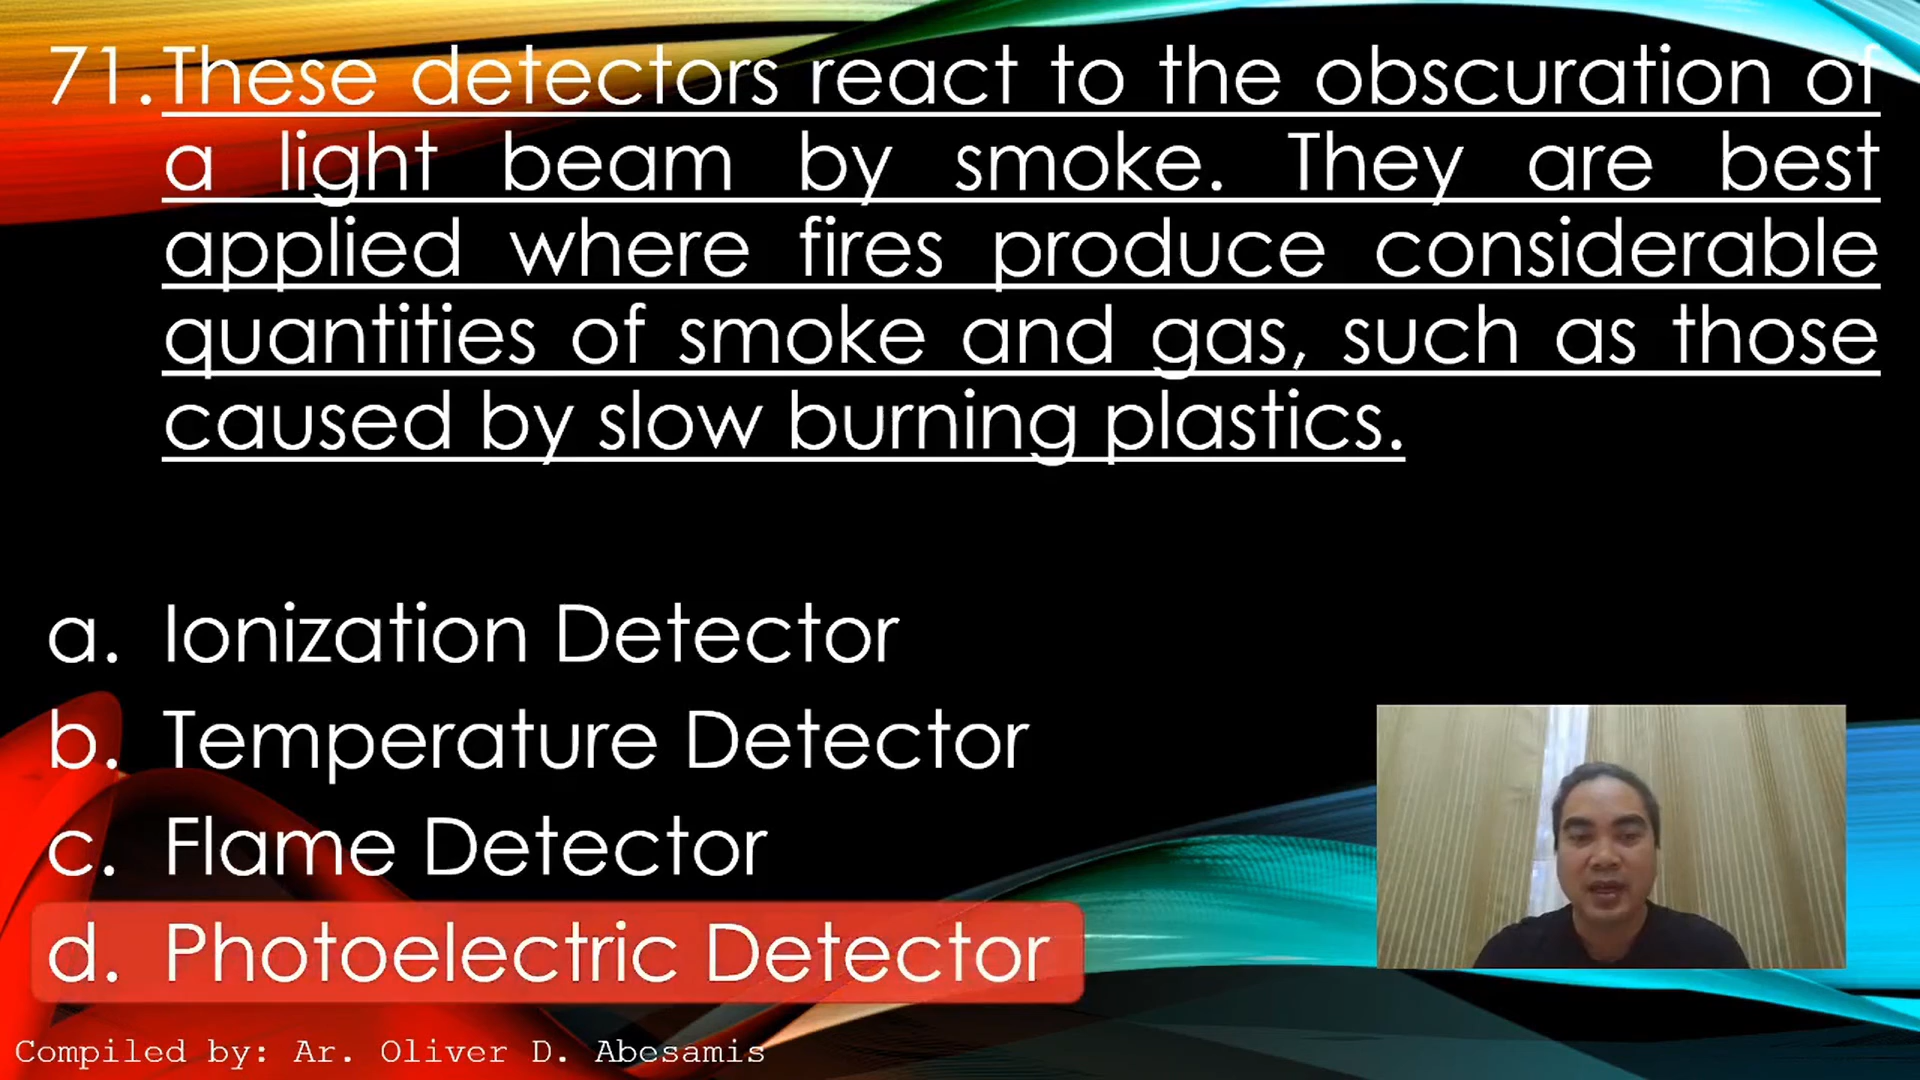 71. These detectors react to the obscuration of
a light beam by smoke. They are best
applied where fires produce considerable
quantities of smoke and gas, such as those
caused by slow burning plastics.
a. Ionization Detector
b. Temperature Detector
c. Flame Detector
d. Photoelectric Detector
Compiled by: Ar. Oliver D. Abesamis